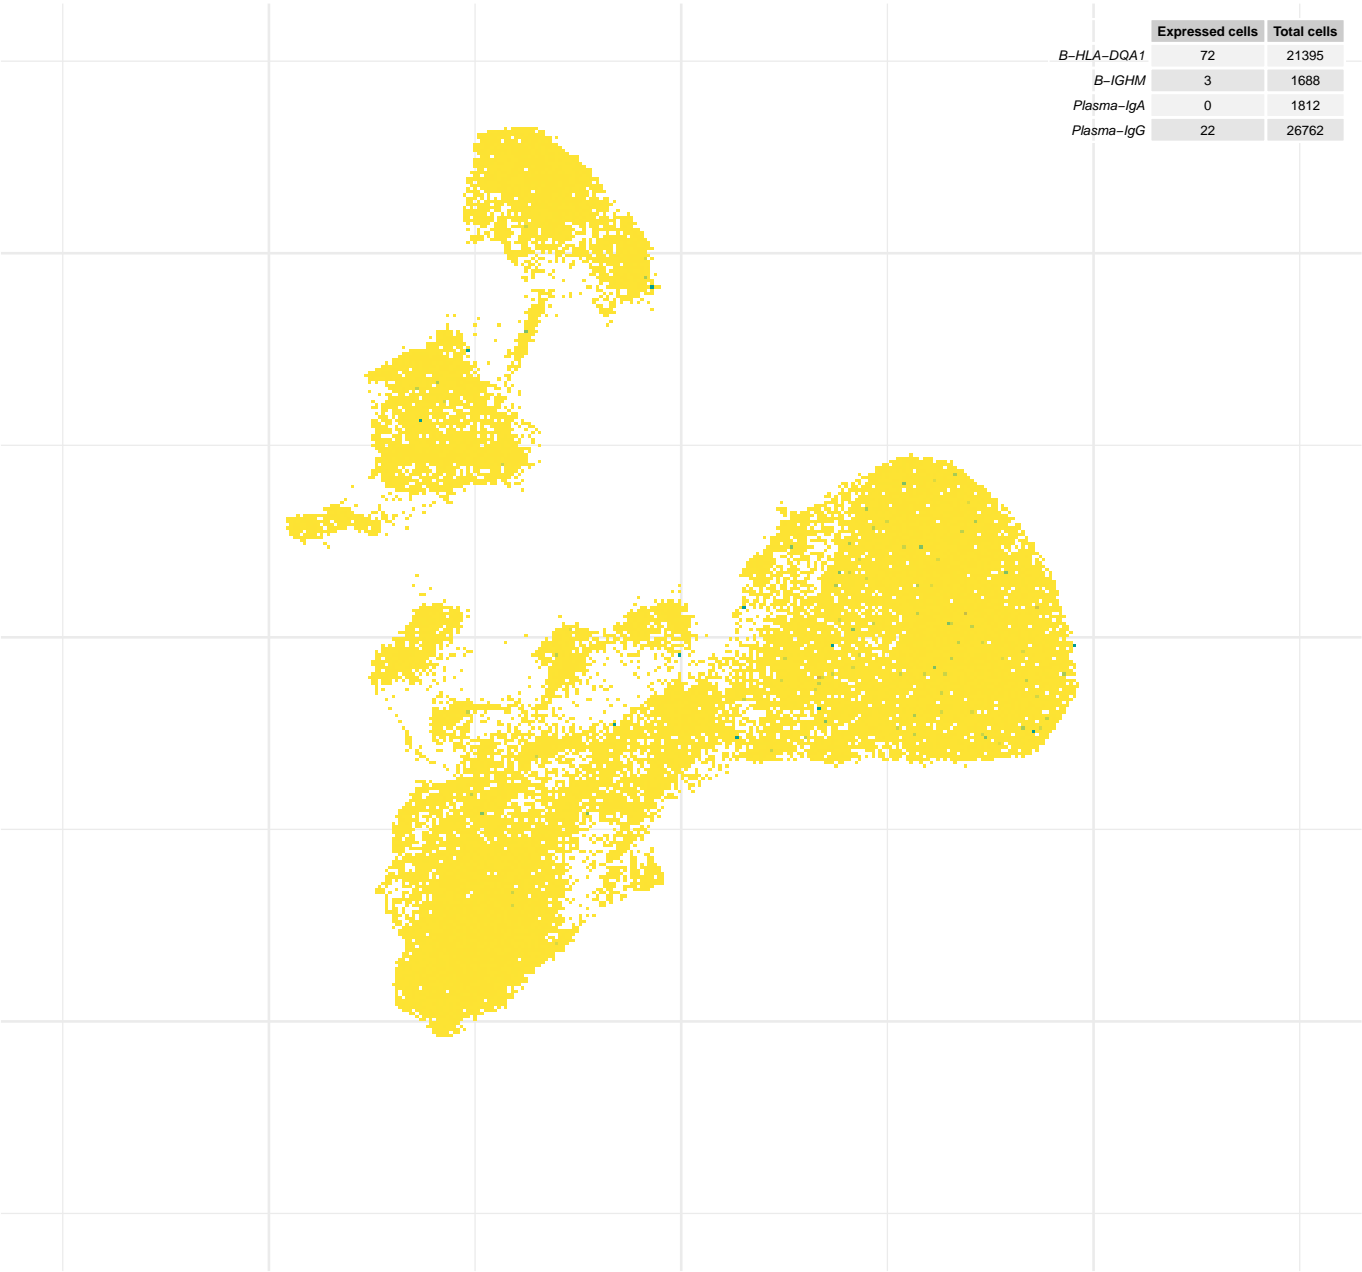 Expressed cells Total cells
B−HLA−DQA1 72 21395
B−IGHM 3 1688
Plasma−IgA 0 1812
Plasma−IgG 22 26762